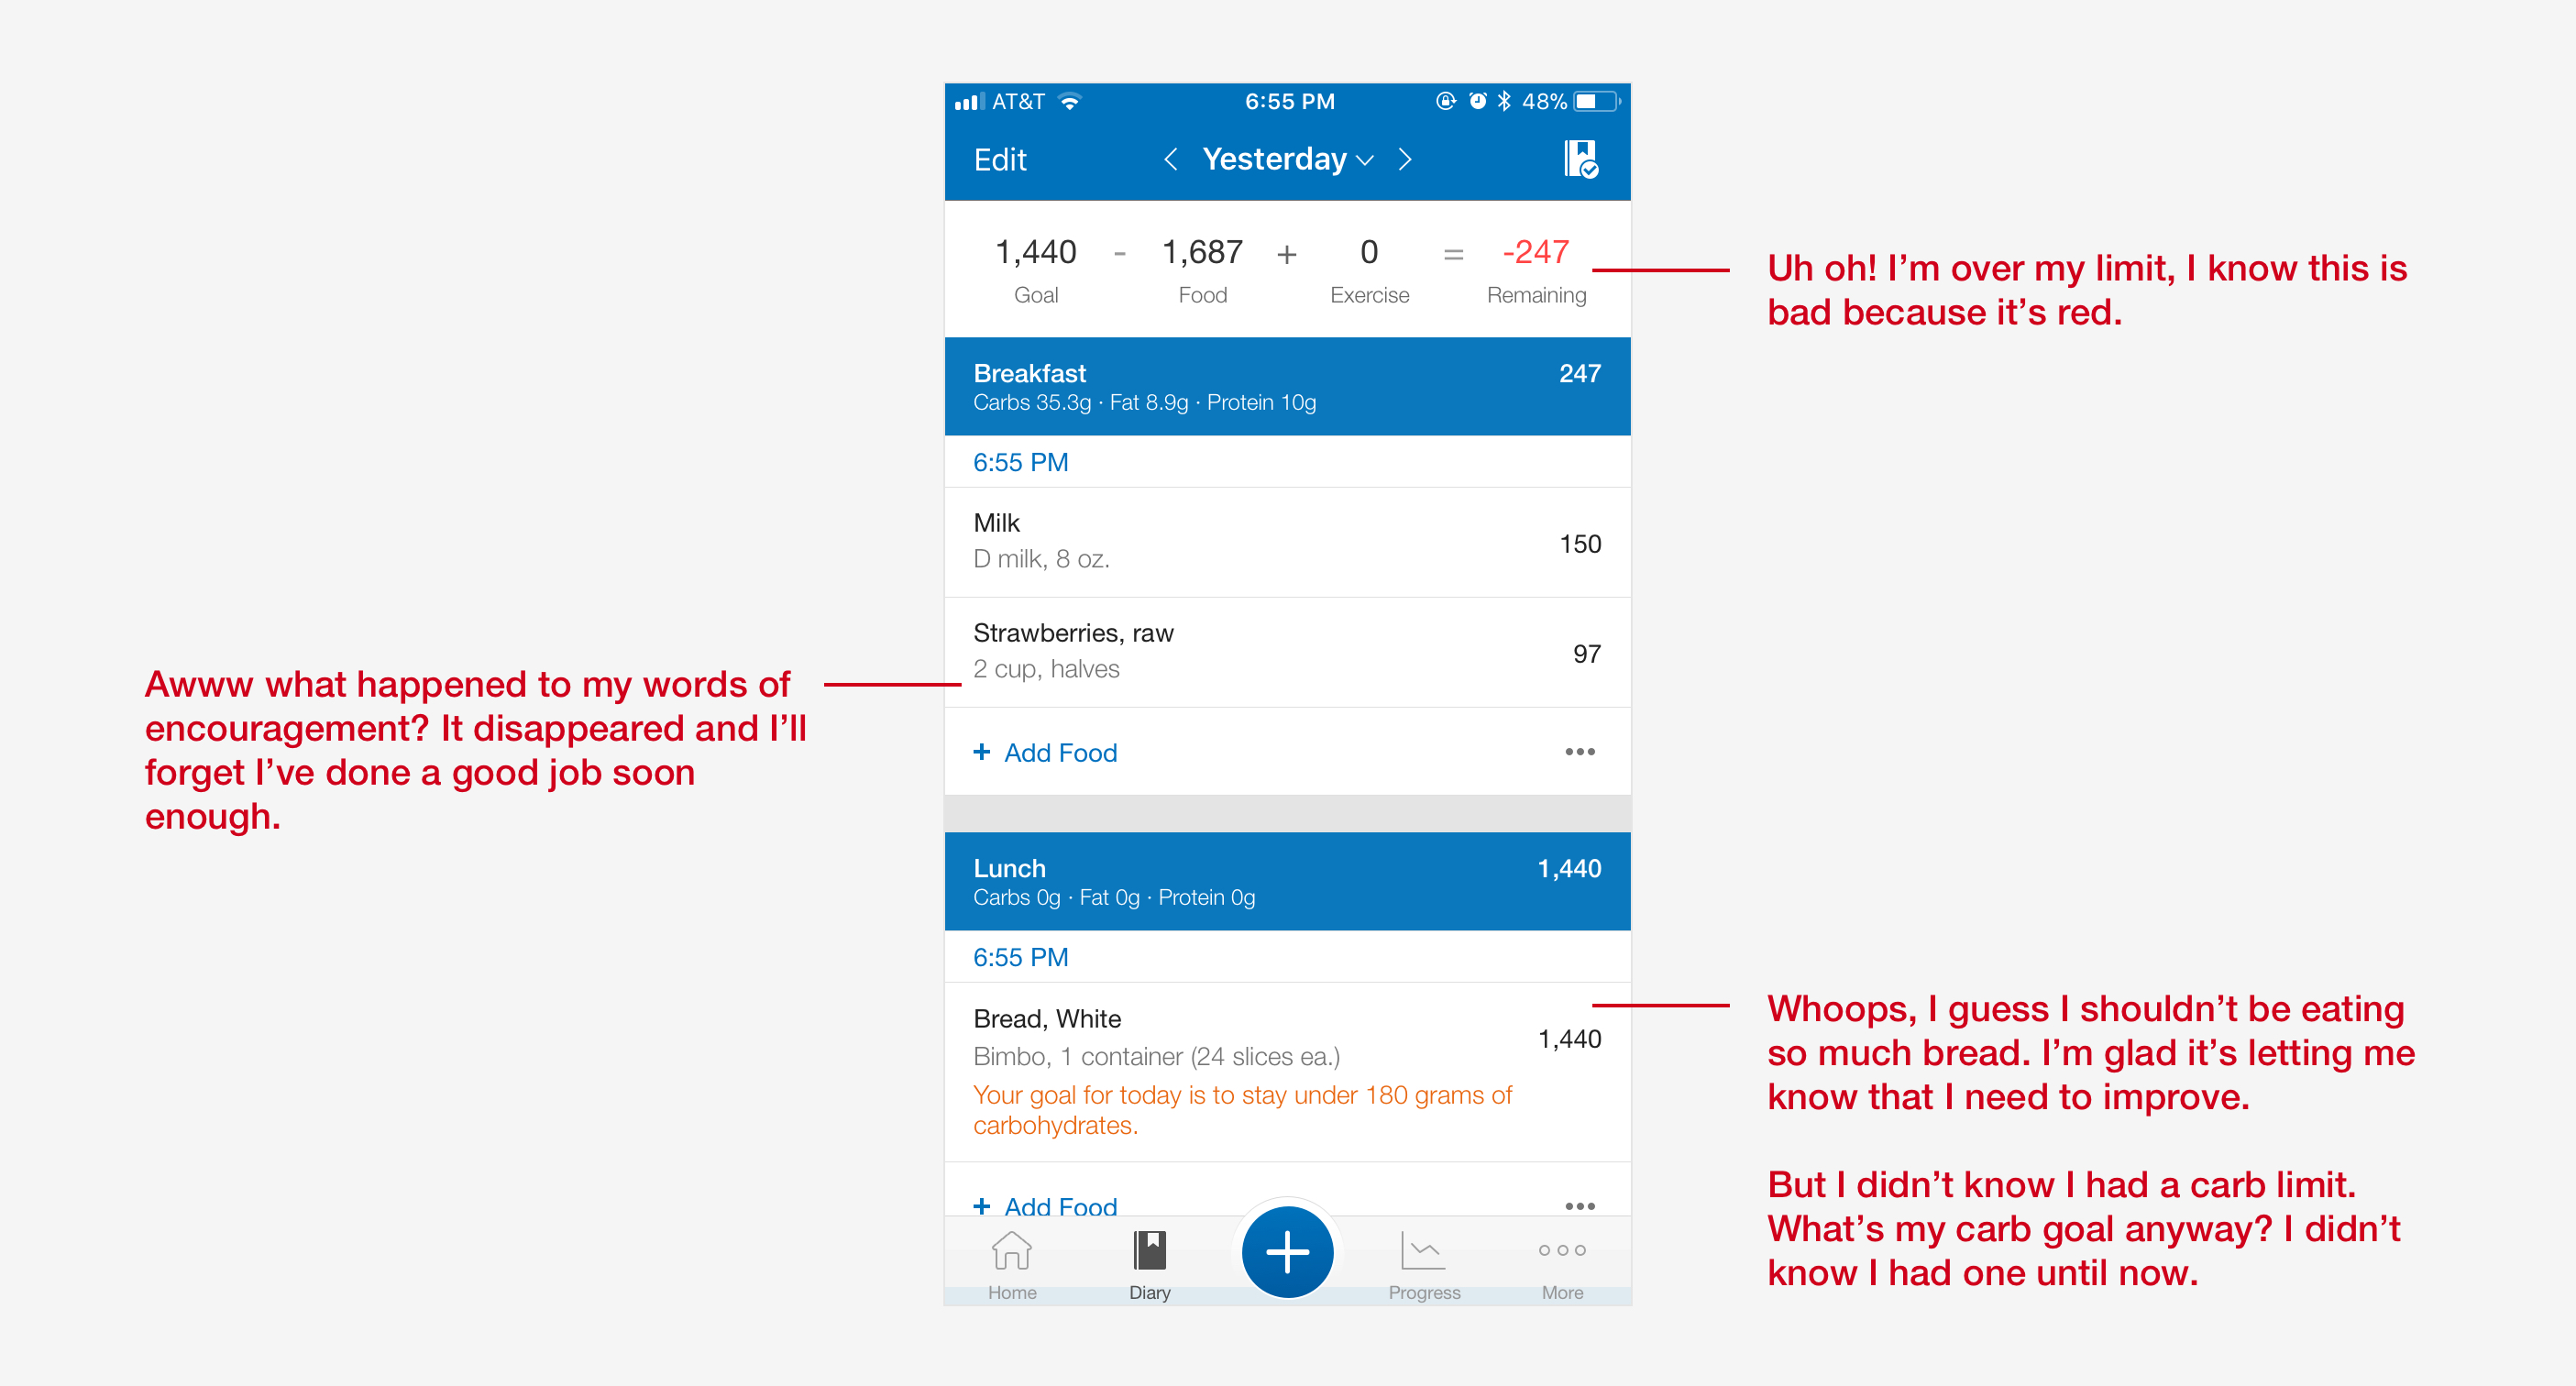 AT&T 6:55 PM 48%
Edit Yesterday
1,440 - 1,687 + 0 = -247
Goal Food Exercise Remaining
Uh oh! I’m over my limit, I know this is
bad because it’s red.
Breakfast 247
Carbs 35.3g · Fat 8.9g · Protein 10g
6:55 PM
Milk
D milk, 8 oz.
150
Strawberries, raw
2 cup, halves
97
Awww what happened to my words of
encouragement? It disappeared and I’ll
forget I’ve done a good job soon
enough.
+ Add Food
Lunch 1,440
Carbs 0g · Fat 0g · Protein 0g
6:55 PM
Bread, White
Bimbo, 1 container (24 slices ea.)
1,440
Your goal for today is to stay under 180 grams of
carbohydrates.
Whoops, I guess I shouldn’t be eating
so much bread. I’m glad it’s letting me
know that I need to improve.
But I didn’t know I had a carb limit.
What’s my carb goal anyway? I didn’t
know I had one until now.
+ Add Food
Home Diary Progress More